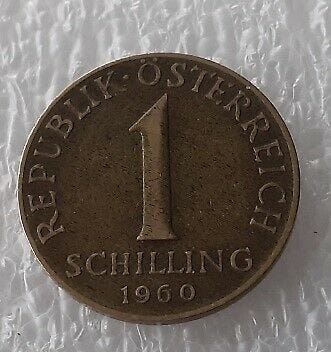 REPUBLIK·ÖSTERREICH
1
SCHILLING
1960